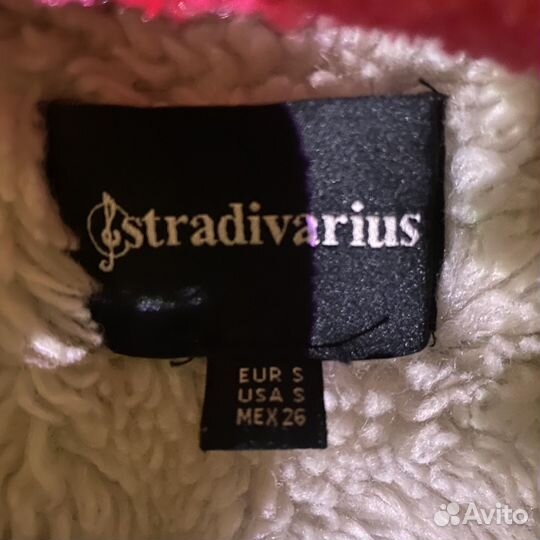 stradivarius
EUR S
USA S
MEX 26
Avito